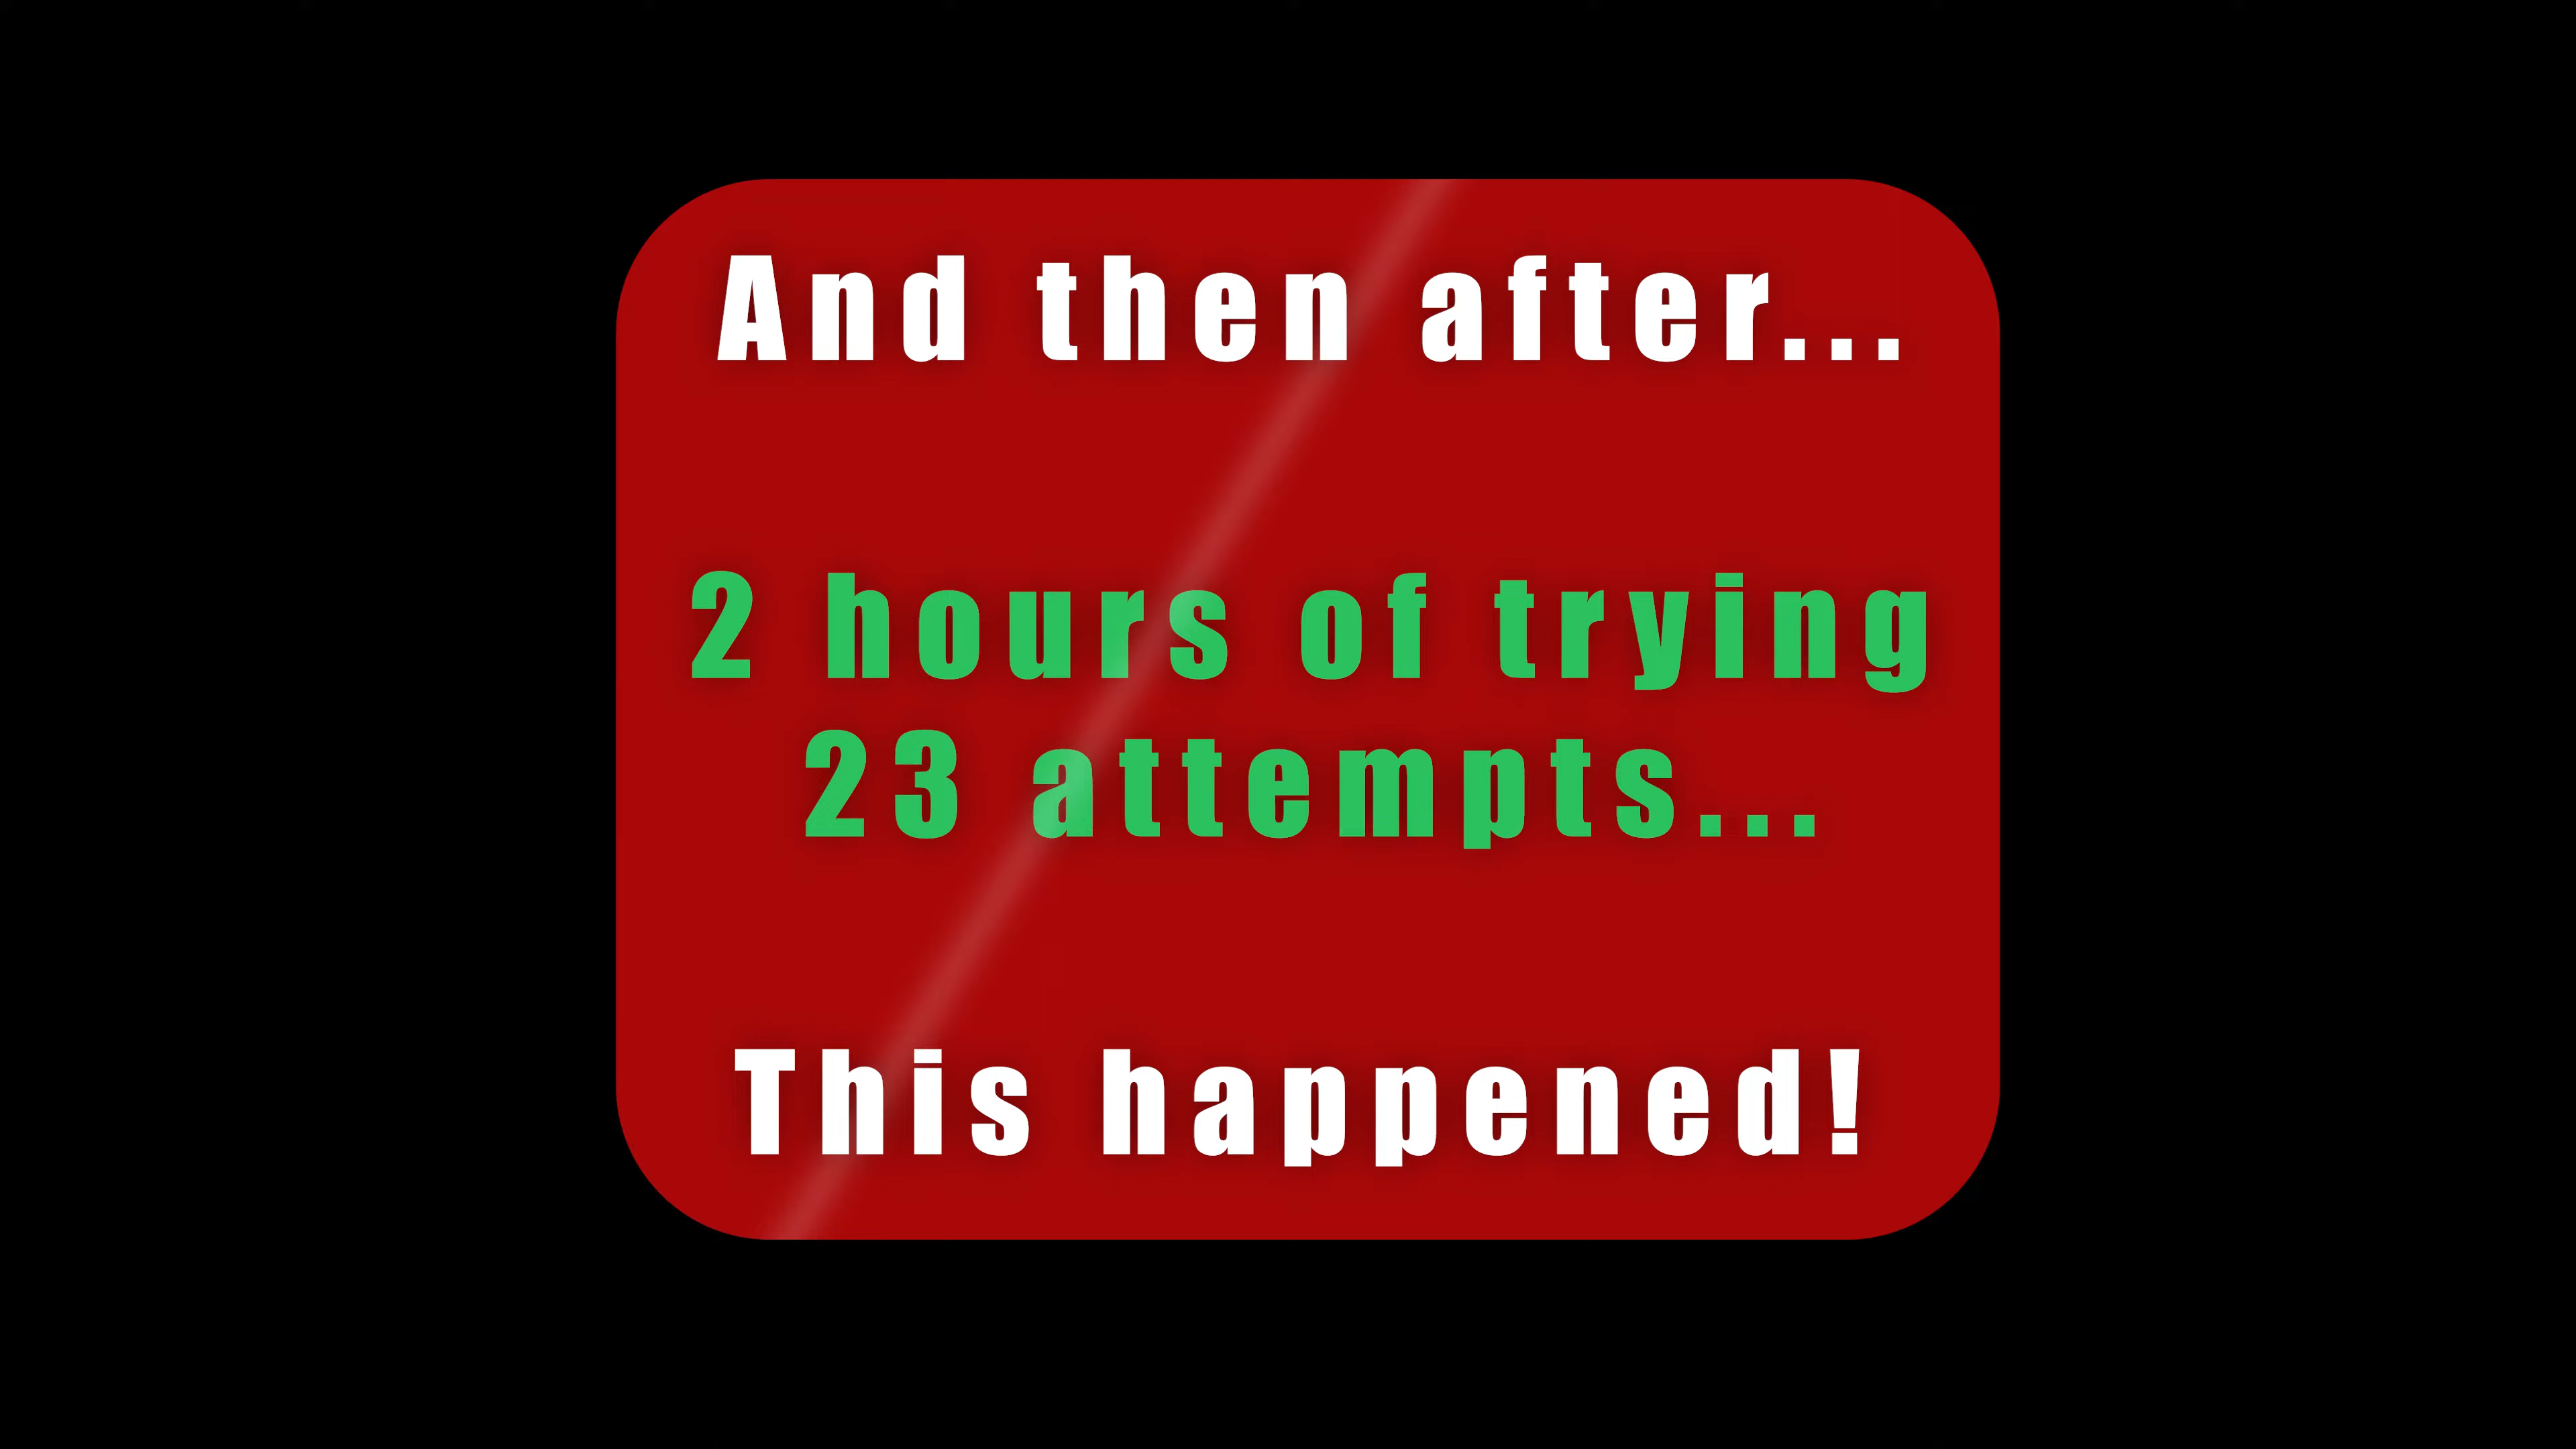 And then after...
2 hours of trying
23 attempts...
This happened!